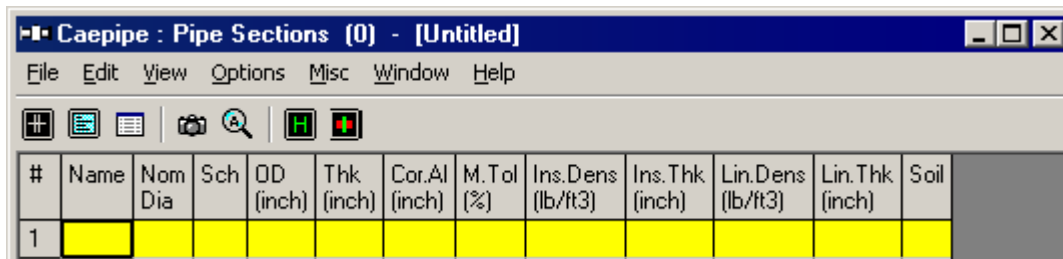 Caepipe : Pipe Sections (0) - [Untitled]
File Edit View Options Misc Window Help
# Name Nom Dia Sch OD (inch) Thk (inch) Cor.Al (inch) M.Tol (%) Ins.Dens (lb/ft3) Ins.Thk (inch) Lin.Dens (lb/ft3) Lin.Thk (inch) Soil
1